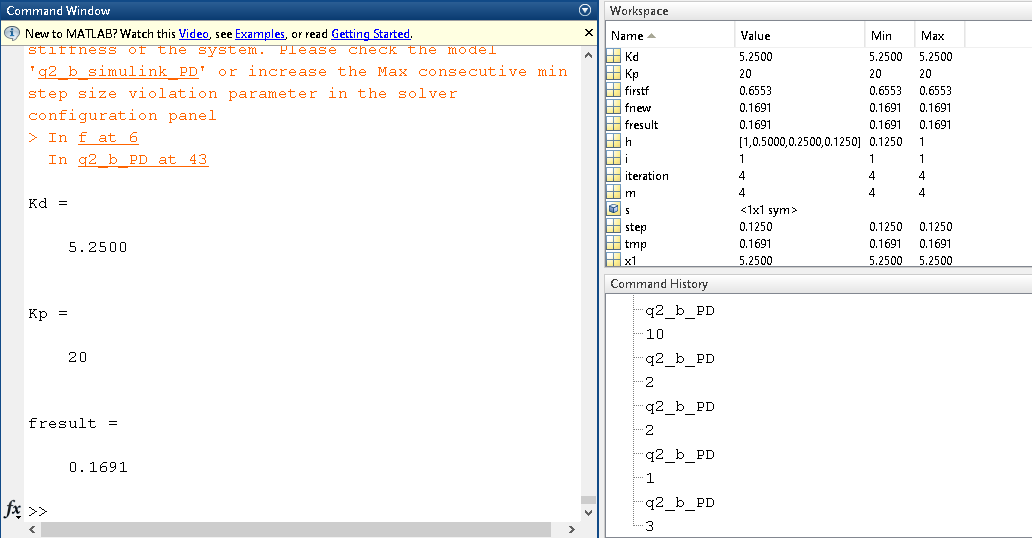 Command Window
New to MATLAB? Watch this Video, see Examples, or read Getting Started.
stiffness of the system. Please check the model
'q2_b_simulink_PD' or increase the Max consecutive min
step size violation parameter in the solver
configuration panel
> In f at 6
In q2_b_PD at 43
Kd =
5.2500
Kp =
20
fresult =
0.1691
fx >>
Workspace
Name Value Min Max
Kd 5.2500 5.2500 5.2500
Kp 20 20 20
firstf 0.6553 0.6553 0.6553
fnew 0.1691 0.1691 0.1691
fresult 0.1691 0.1691 0.1691
h [1,0.5000,0.2500,0.1250] 0.1250 1
i 1 1 1
iteration 4 4 4
m 4 4 4
s <1x1 sym>
step 0.1250 0.1250 0.1250
tmp 0.1691 0.1691 0.1691
x1 5.2500 5.2500 5.2500
Command History
q2_b_PD
10
q2_b_PD
2
q2_b_PD
2
q2_b_PD
1
q2_b_PD
3